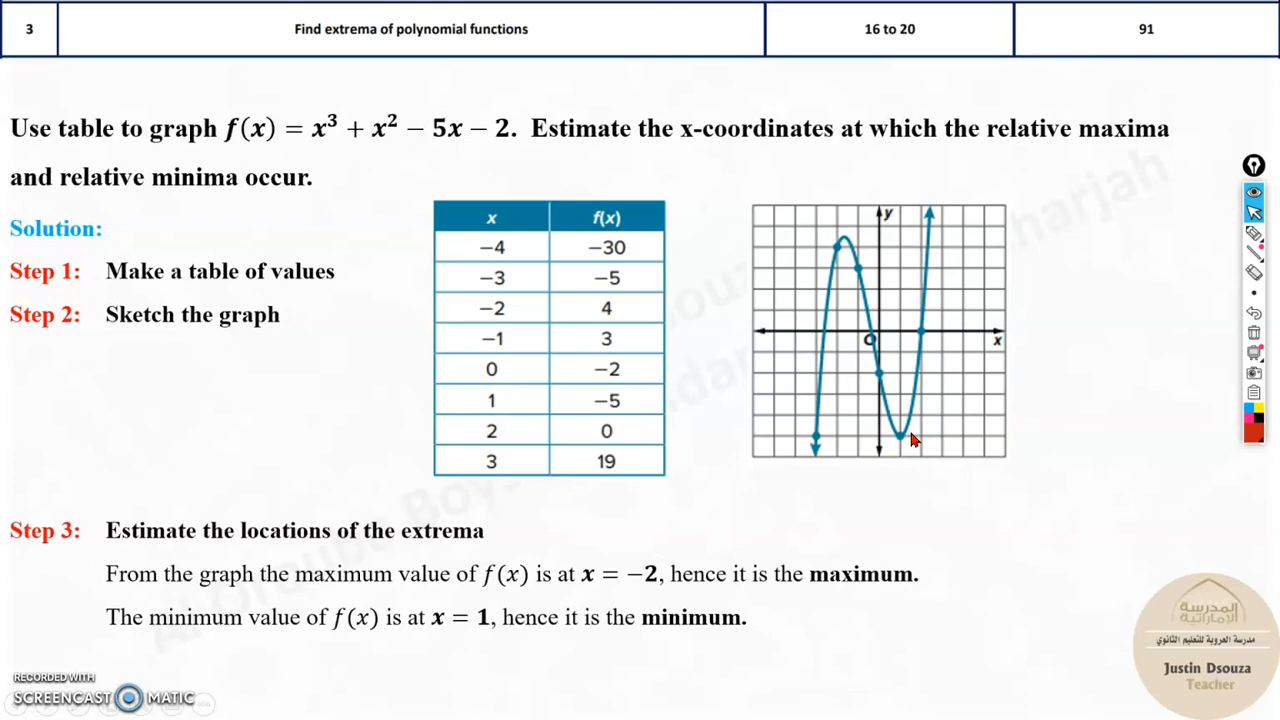 3 Find extrema of polynomial functions 16 to 20 91
Use table to graph f(x) = x³ + x² − 5x − 2. Estimate the x-coordinates at which the relative maxima
and relative minima occur.
Solution:
Step 1: Make a table of values
Step 2: Sketch the graph
x f(x)
−4 −30
−3 −5
−2 4
−1 3
0 −2
1 −5
2 0
3 19
y
O
x
Step 3: Estimate the locations of the extrema
From the graph the maximum value of f(x) is at x = −2, hence it is the maximum.
The minimum value of f(x) is at x = 1, hence it is the minimum.
المدرسة
الإماراتية
مدرسة العروبة للتعليم الثانوي
Justin Dsouza
Teacher
RECORDED WITH
SCREENCAST MATIC